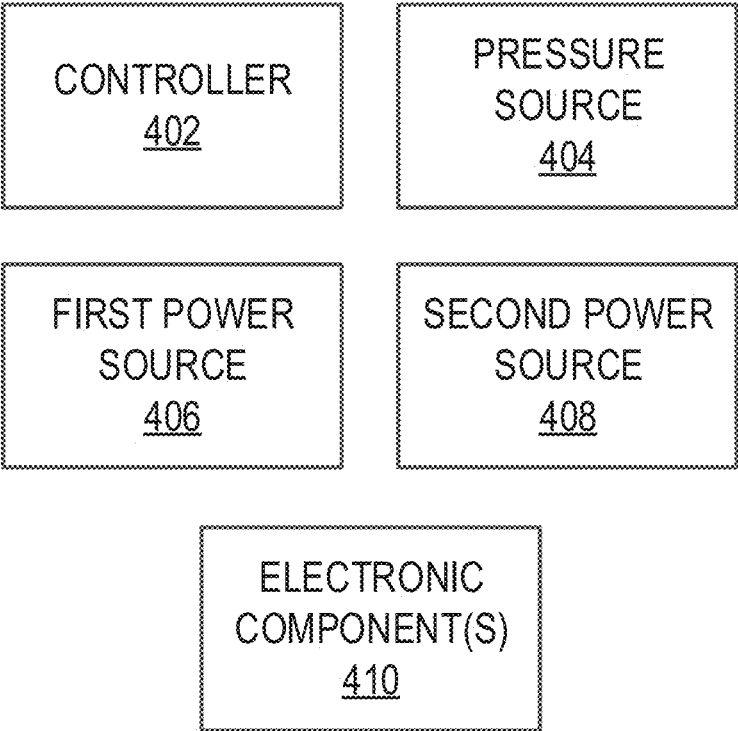 CONTROLLER
402
PRESSURE
SOURCE
404
FIRST POWER
SOURCE
406
SECOND POWER
SOURCE
408
ELECTRONIC
COMPONENT(S)
410